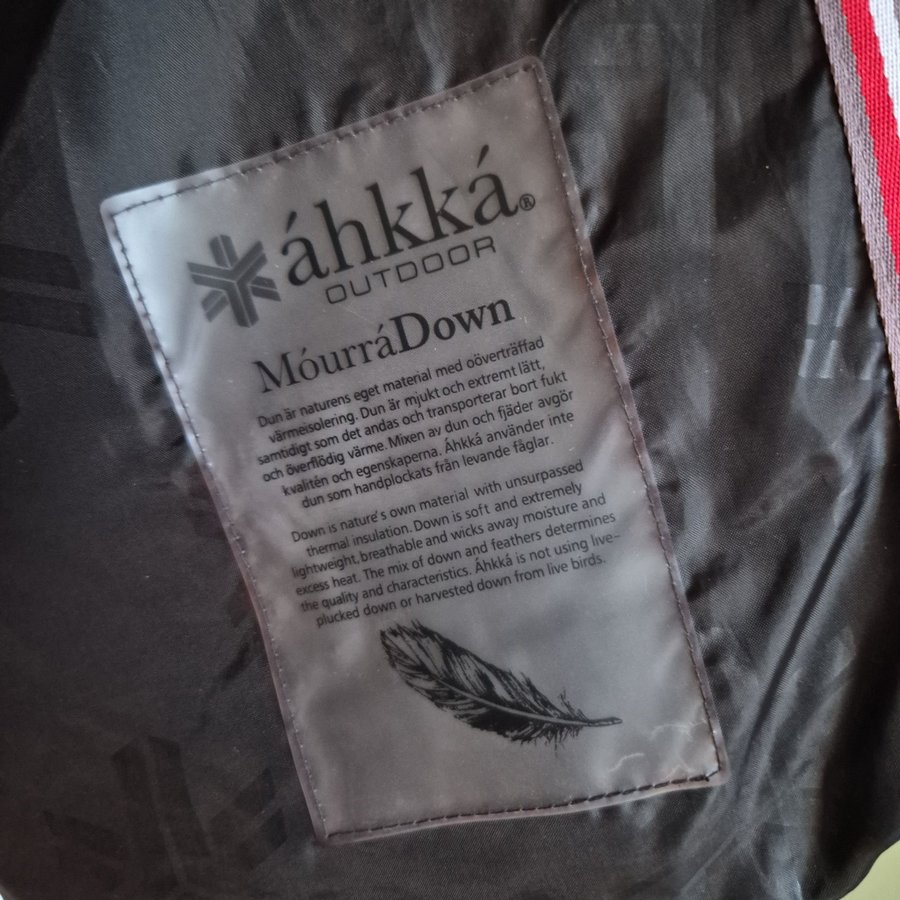 áhkká®
OUTDOOR
MóurráDown
Dun är naturens eget material med oöverträffad
värmeisolering. Dun är mjukt och extremt lätt,
samtidigt som det andas och transporterar bort fukt
och överflödig värme. Mixen av dun och fjäder avgör
kvalitén och egenskaperna. Áhkká använder inte
dun som handplockats från levande fåglar.
Down is nature's own material with unsurpassed
thermal insulation. Down is soft and extremely
lightweight, breathable and wicks away moisture and
excess heat. The mix of down and feathers determines
the quality and characteristics. Áhkká is not using live-
plucked down or harvested down from live birds.